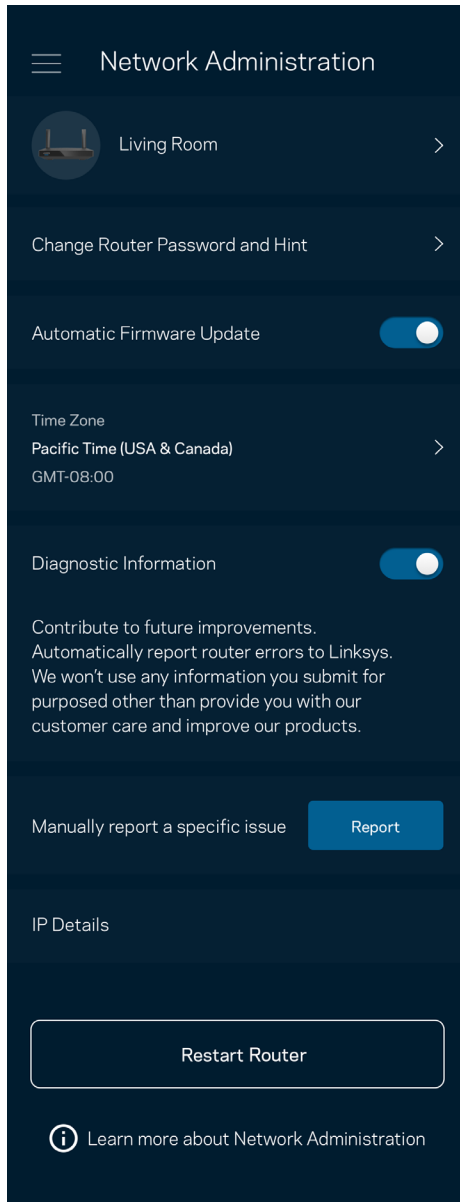 Network Administration
Living Room
Change Router Password and Hint
Automatic Firmware Update
Time Zone
Pacific Time (USA & Canada)
GMT-08:00
Diagnostic Information
Contribute to future improvements.
Automatically report router errors to Linksys.
We won't use any information you submit for
purposed other than provide you with our
customer care and improve our products.
Manually report a specific issue
Report
IP Details
Restart Router
Learn more about Network Administration